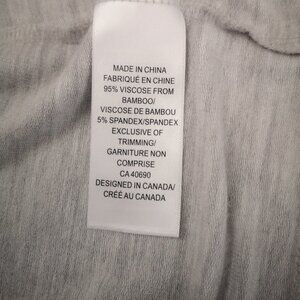 MADE IN CHINA
FABRIQUÉ EN CHINE
95% VISCOSE FROM
BAMBOO/
VISCOSE DE BAMBOU
5% SPANDEX/SPANDEX
EXCLUSIVE OF
TRIMMING/
GARNITURE NON
COMPRISE
CA 40690
DESIGNED IN CANADA/
CRÉÉ AU CANADA